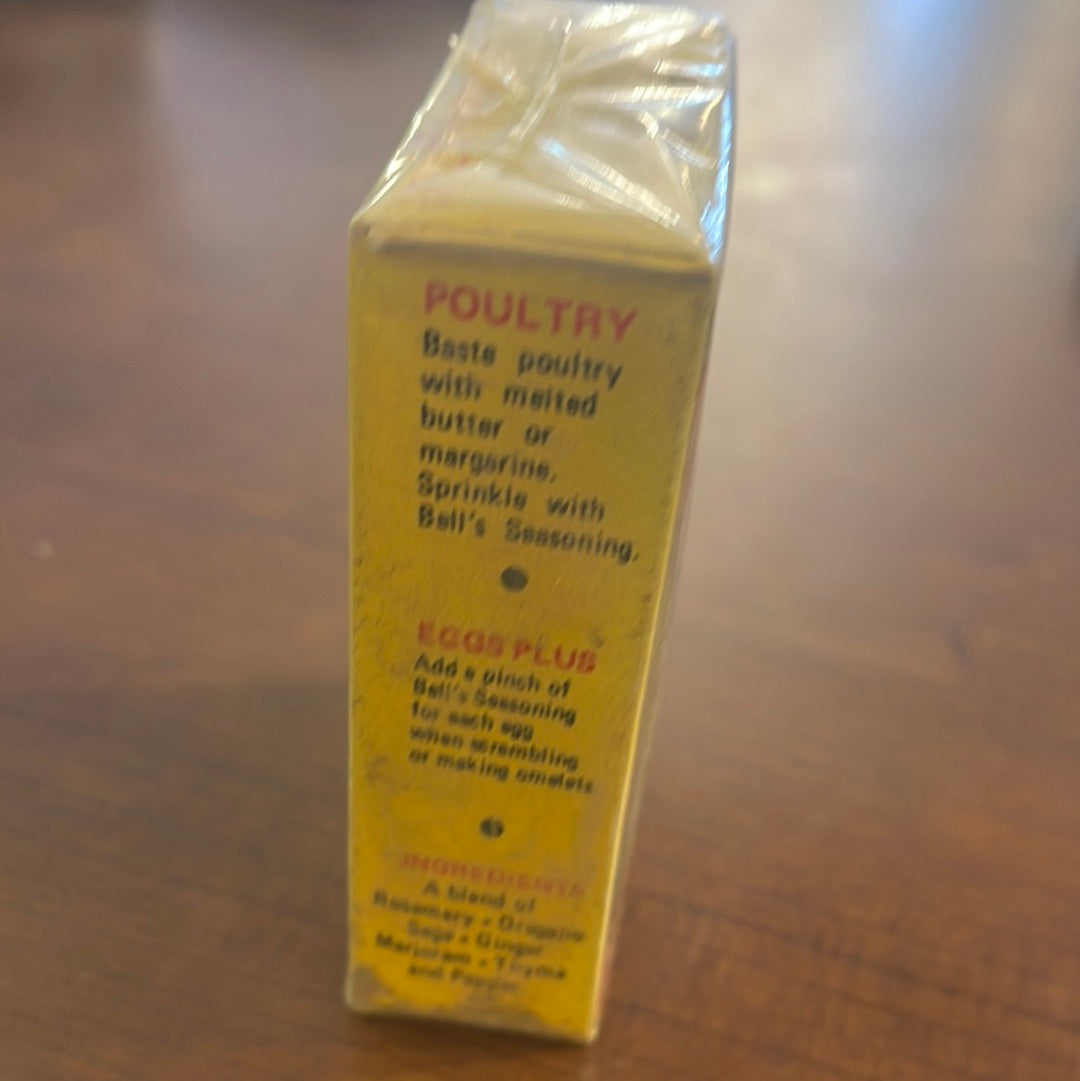 POULTRY
Baste poultry
with melted
butter or
margarine.
Sprinkle with
Bell's Seasoning.
EGGS PLUS
Add a pinch of
Bell's Seasoning
for each egg
when scrambling
or making omelets
INGREDIENTS
A blend of
Rosemary • Oregano
Sage • Ginger
Marjoram • Thyme
and Pepper